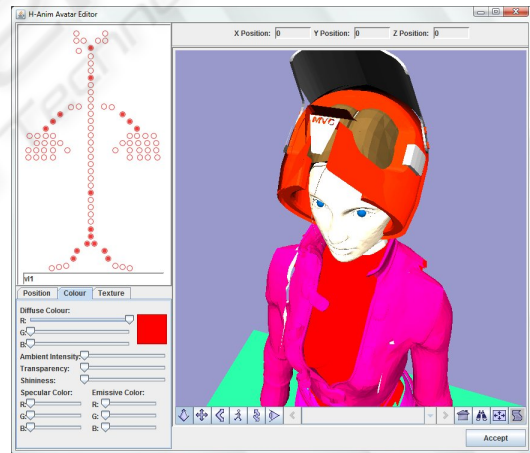 H-Anim Avatar Editor
X Position: 0 Y Position: 0 Z Position: 0
MVC
vl1
Position Colour Texture
Diffuse Colour:
R:
G:
B:
Ambient Intensity:
Transparency:
Shininess:
Specular Color: Emissive Color:
R: R:
G: G:
B: B:
Accept